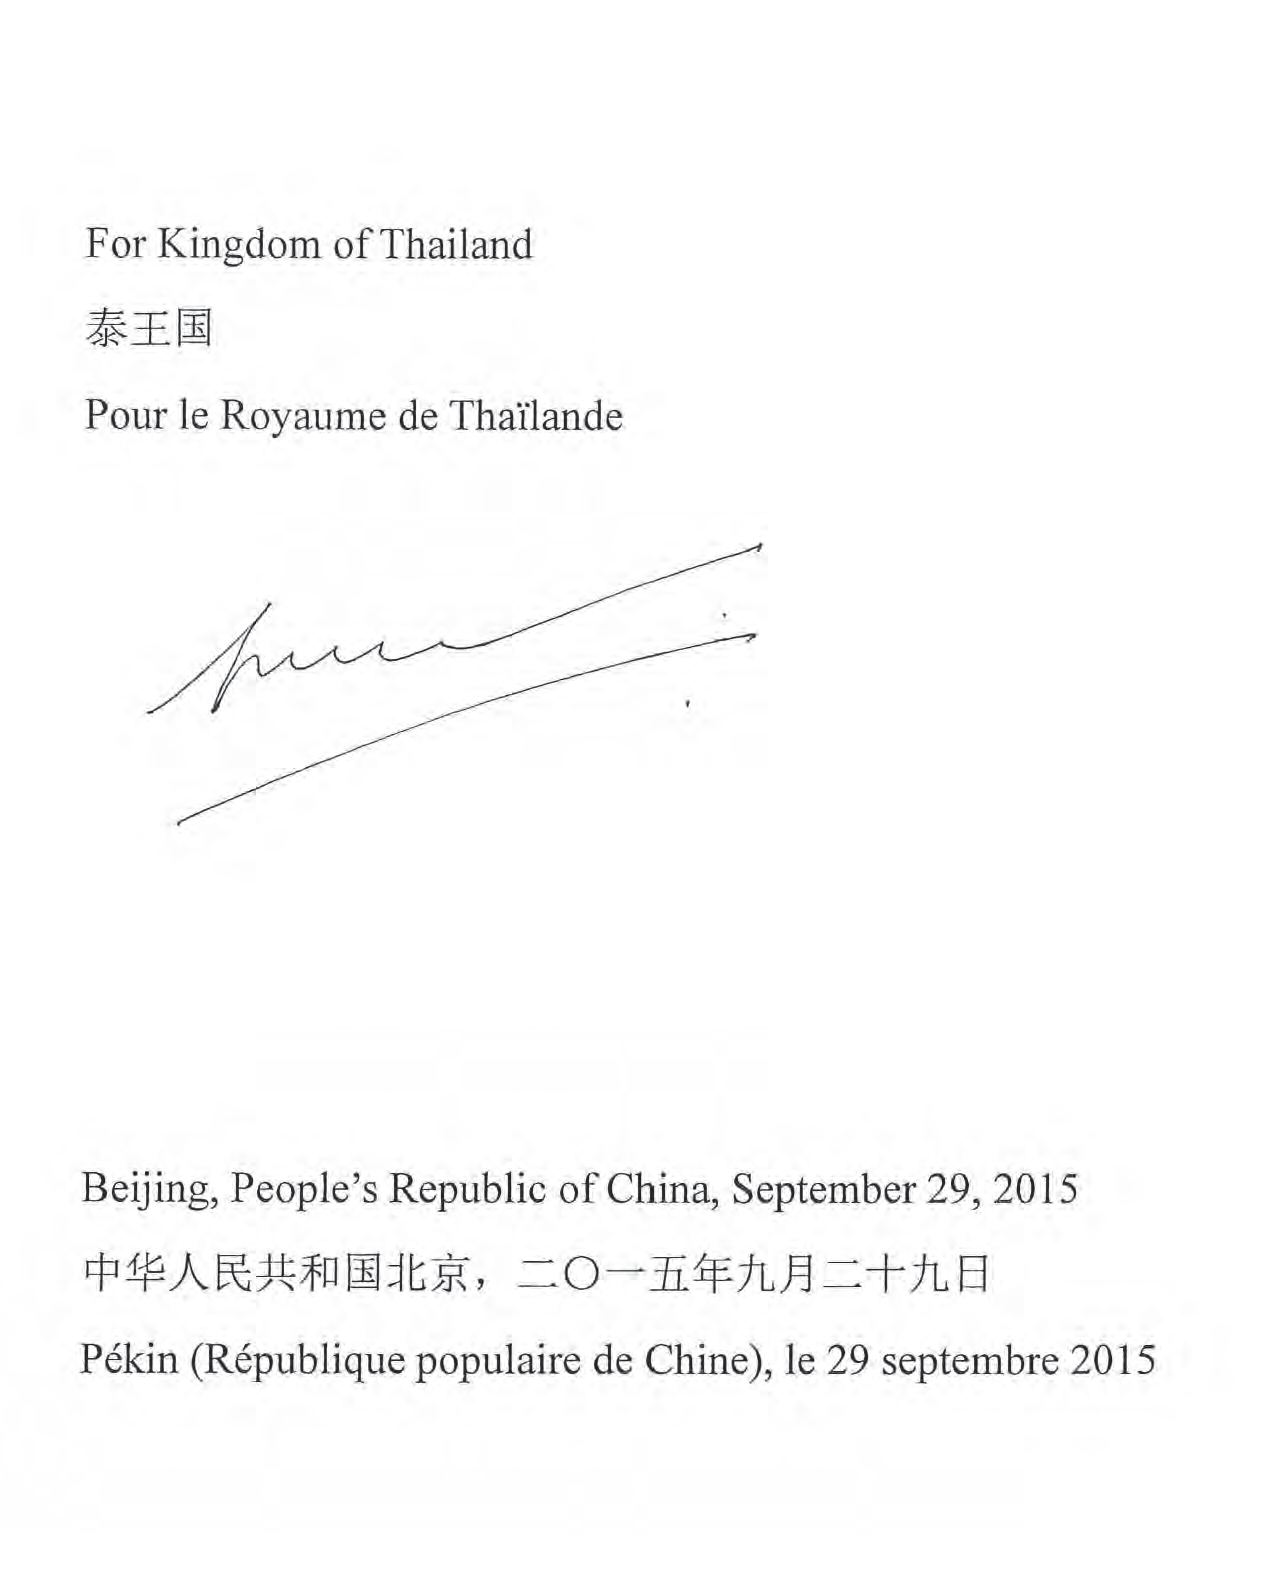 For Kingdom of Thailand
泰王国
Pour le Royaume de Thaïlande
Beijing, People's Republic of China, September 29, 2015
中华人民共和国北京，二〇一五年九月二十九日
Pékin (République populaire de Chine), le 29 septembre 2015